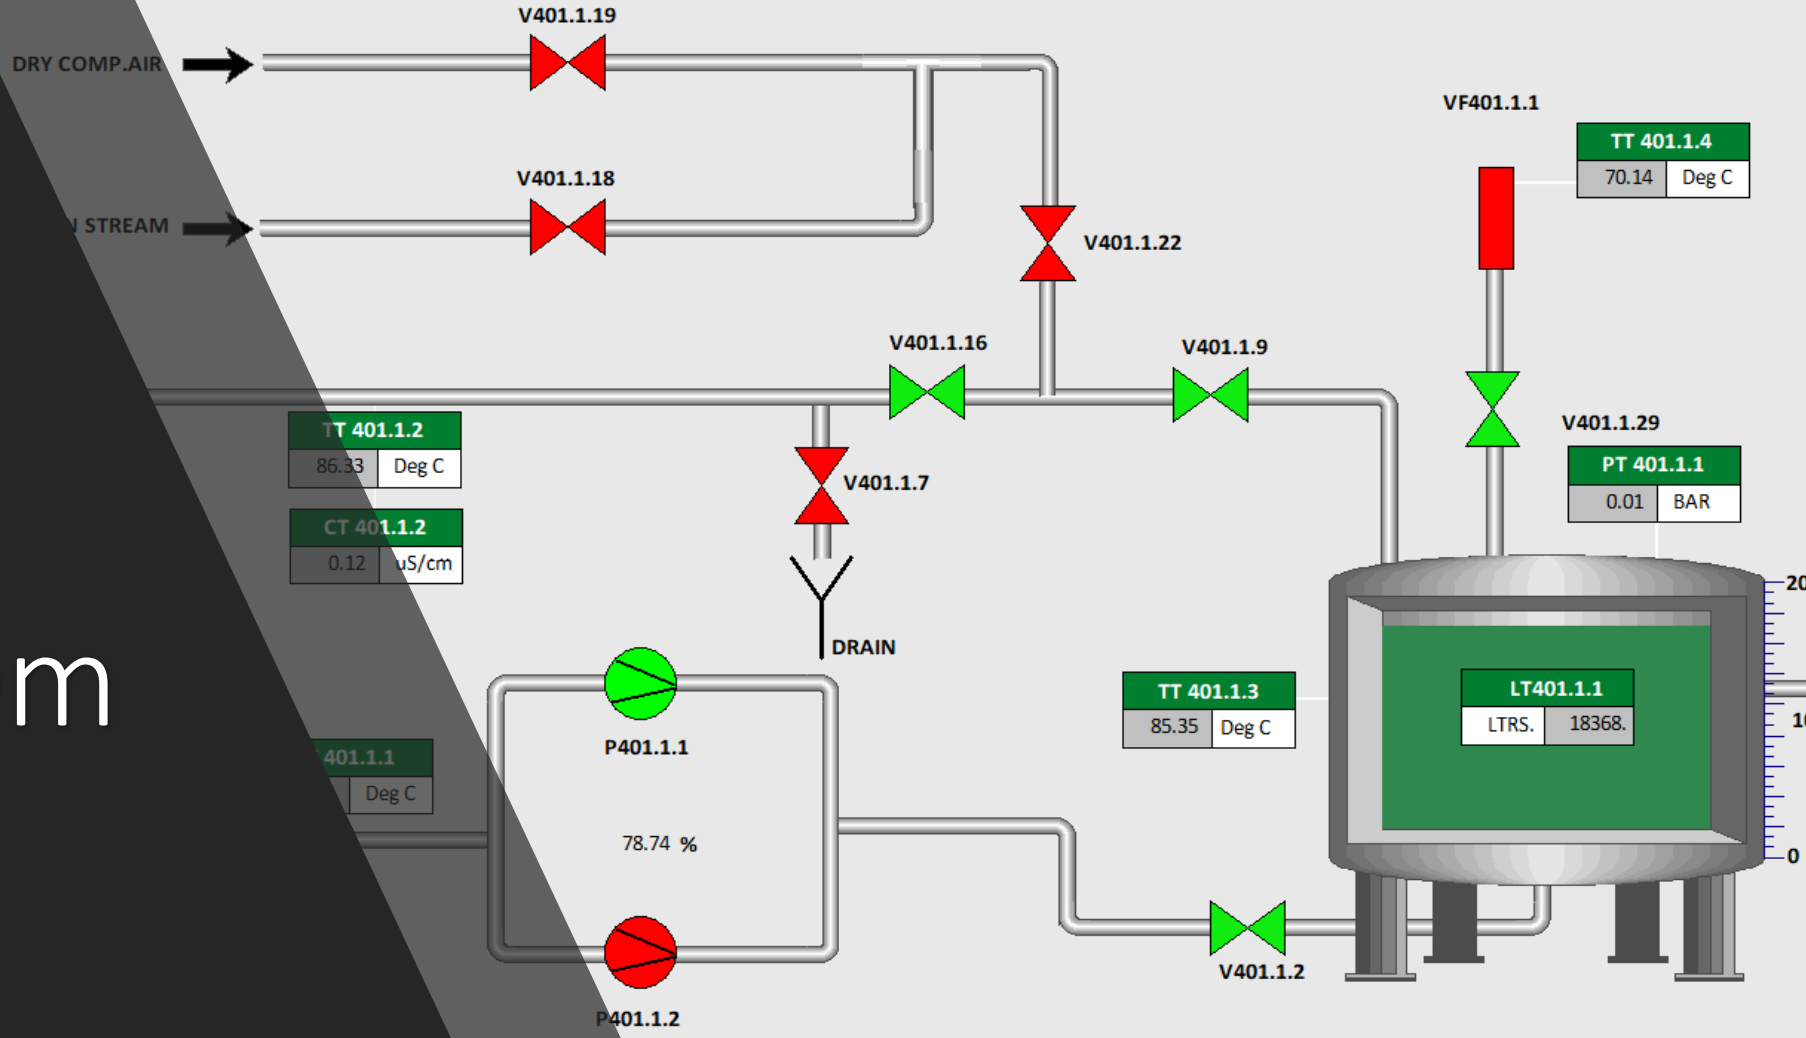 V401.1.19
DRY COMP.AIR
V401.1.18
STREAM
VF401.1.1
TT 401.1.4
70.14 Deg C
V401.1.22
V401.1.16
V401.1.9
V401.1.29
TT 401.1.2
86.33 Deg C
PT 401.1.1
0.01 BAR
V401.1.7
CT 401.1.2
0.12 uS/cm
DRAIN
m
TT 401.1.3
85.35 Deg C
LT401.1.1
LTRS. 18368.
P401.1.1
401.1.1
Deg C
78.74 %
0
V401.1.2
P401.1.2